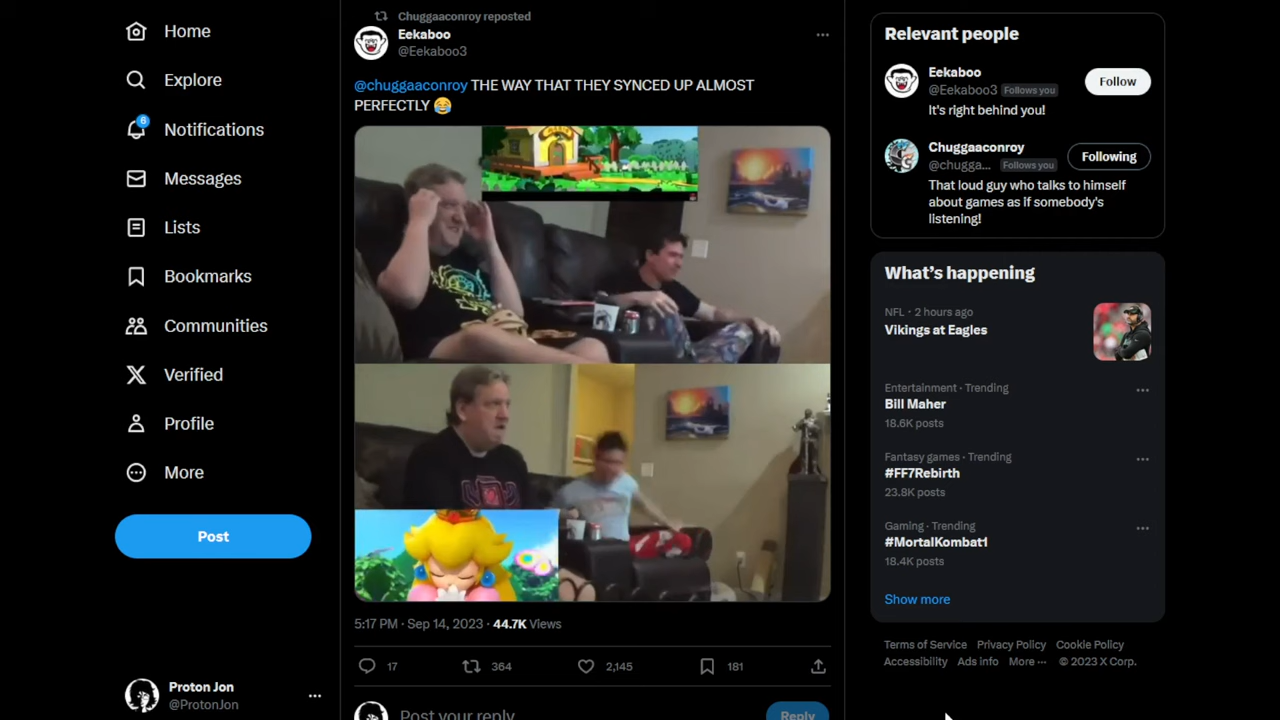 Home
Explore
6
Notifications
Messages
Lists
Bookmarks
Communities
Verified
Profile
More
Post
Proton Jon
@ProtonJon
Chuggaaconroy reposted
Eekaboo
@Eekaboo3
@chuggaaconroy THE WAY THAT THEY SYNCED UP ALMOST
PERFECTLY 😂
5:17 PM · Sep 14, 2023 · 44.7K Views
17
364
2,145
181
Post your reply
Reply
Relevant people
Eekaboo
@Eekaboo3 Follows you
Follow
It's right behind you!
Chuggaaconroy
@chugga... Follows you
Following
That loud guy who talks to himself
about games as if somebody's
listening!
What's happening
NFL · 2 hours ago
Vikings at Eagles
Entertainment · Trending
Bill Maher
18.6K posts
Fantasy games · Trending
#FF7Rebirth
23.8K posts
Gaming · Trending
#MortalKombat1
18.4K posts
Show more
Terms of Service Privacy Policy Cookie Policy
Accessibility Ads info More ··· © 2023 X Corp.